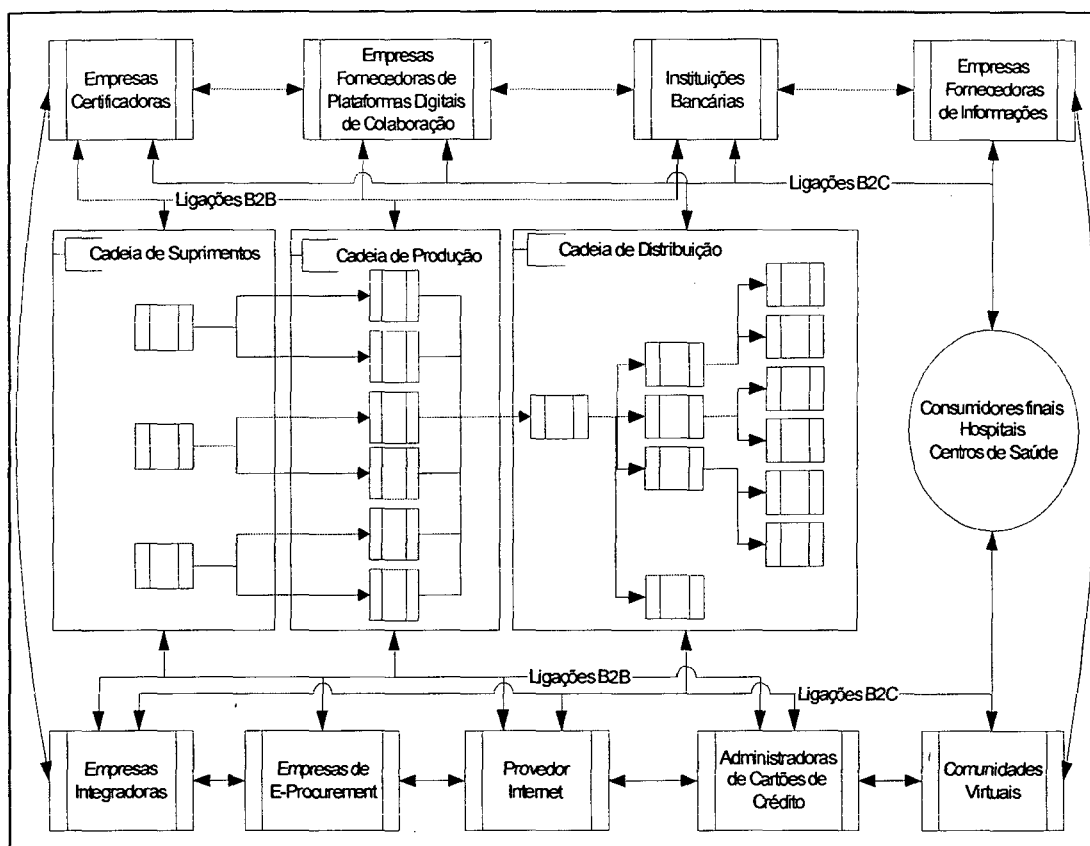 Empresas
Certificadoras
Empresas
Fornecedoras de
Plataformas Digitais
de Colaboração
Instituições
Bancárias
Empresas
Fornecedoras
de Informações
Ligações B2B
Ligações B2C
Cadeia de Suprimentos
Cadeia de Produção
Cadeia de Distribuição
Consumidores finais
Hospitais
Centros de Saúde
Ligações B2B
Ligações B2C
Empresas
Integradoras
Empresas de
E-Procurement
Provedor
Internet
Administradoras
de Cartões de
Crédito
Comunidades
Virtuais